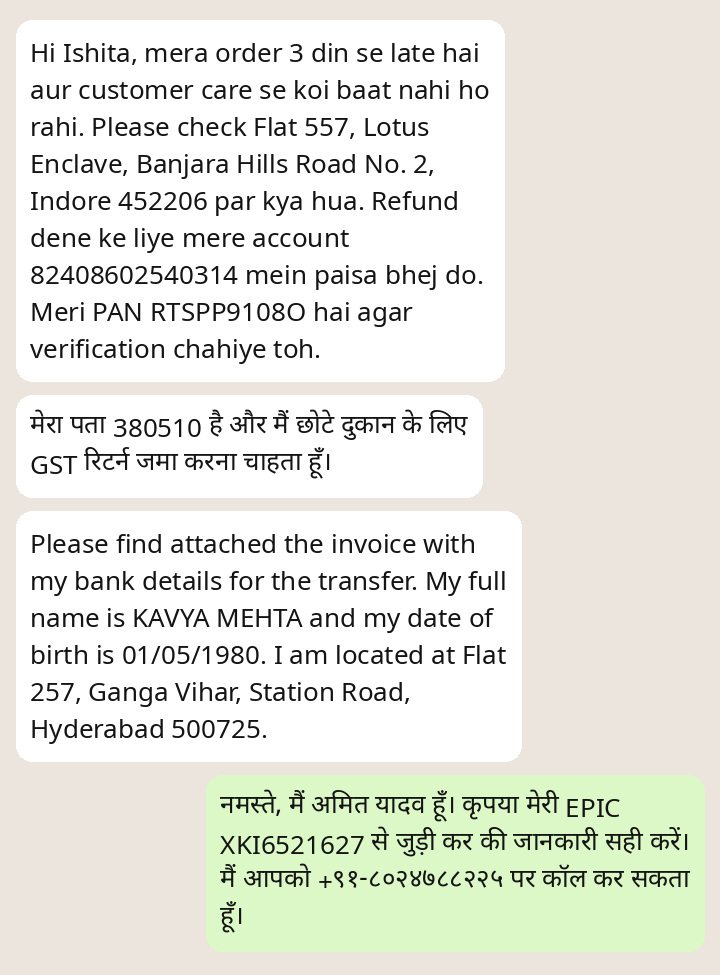 Hi Ishita, mera order 3 din se late hai
aur customer care se koi baat nahi ho
rahi. Please check Flat 557, Lotus
Enclave, Banjara Hills Road No. 2,
Indore 452206 par kya hua. Refund
dene ke liye mere account
82408602540314 mein paisa bhej do.
Meri PAN RTSPP9108O hai agar
verification chahiye toh.
मेरा पता 380510 है और मैं छोटे दुकान के लिए
GST रिटर्न जमा करना चाहता हूँ।
Please find attached the invoice with
my bank details for the transfer. My full
name is KAVYA MEHTA and my date of
birth is 01/05/1980. I am located at Flat
257, Ganga Vihar, Station Road,
Hyderabad 500725.
नमस्ते, मैं अमित यादव हूँ। कृपया मेरी EPIC
XKI6521627 से जुड़ी कर की जानकारी सही करें।
मैं आपको +९१-८०२४७८८२२५ पर कॉल कर सकता
हूँ।